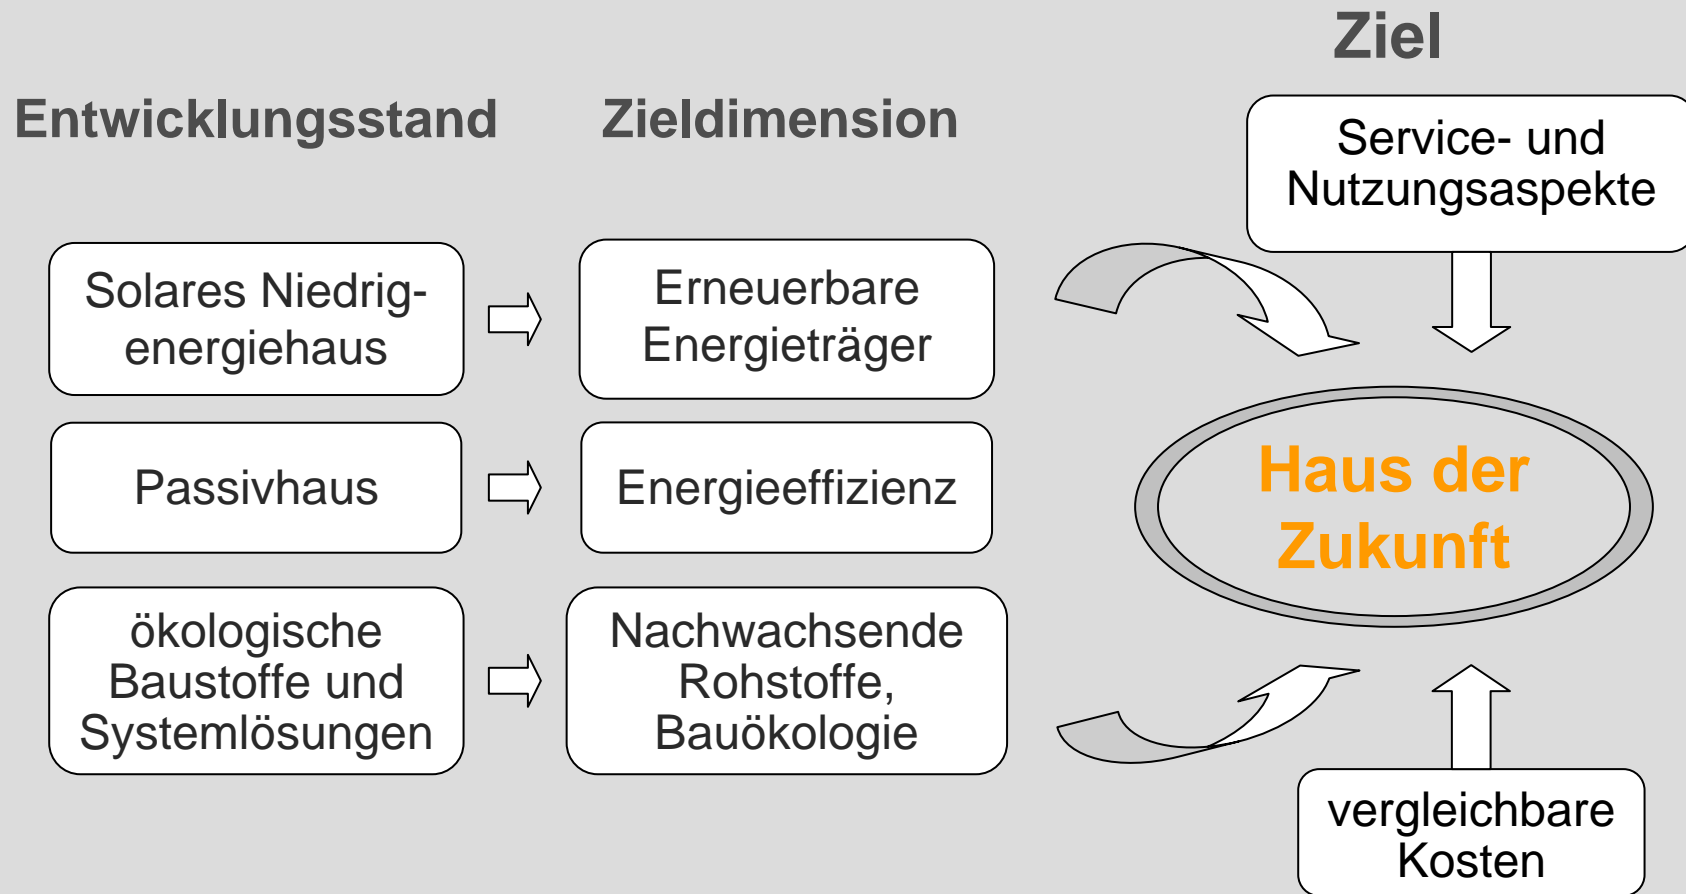 Ziel
Entwicklungsstand
Zieldimension
Service- und
Nutzungsaspekte
Solares Niedrig-
energiehaus
Erneuerbare
Energieträger
Passivhaus
Energieeffizienz
Haus der
Zukunft
ökologische
Baustoffe und
Systemlösungen
Nachwachsende
Rohstoffe,
Bauökologie
vergleichbare
Kosten